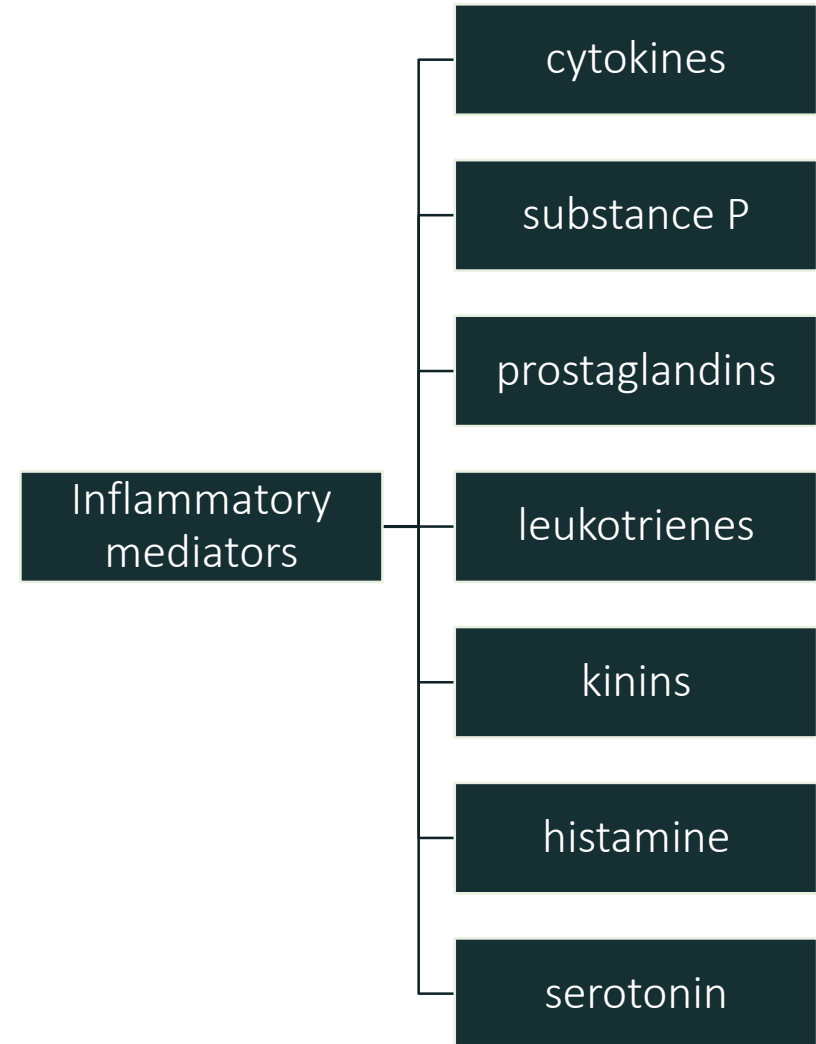 Inflammatory
mediators
cytokines
substance P
prostaglandins
leukotrienes
kinins
histamine
serotonin